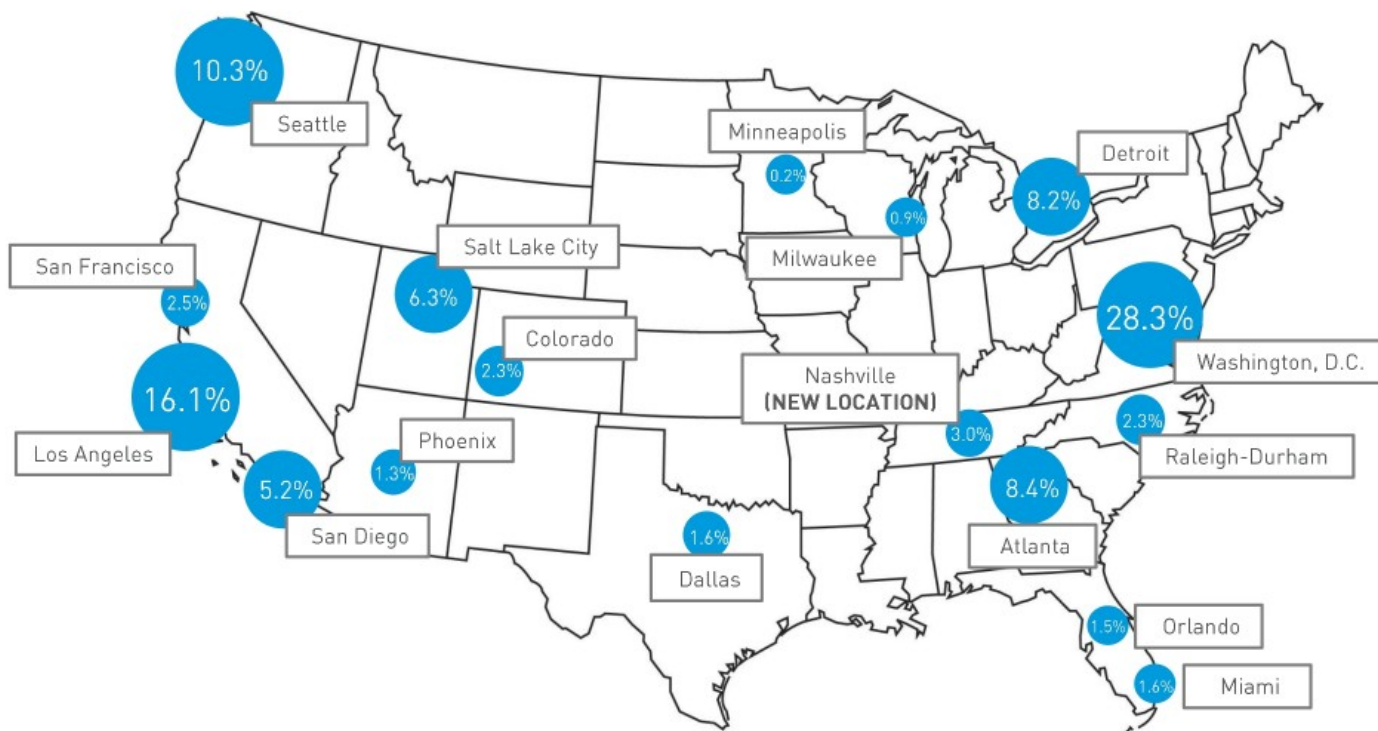 10.3%
Seattle
Minneapolis
0.2%
Detroit
8.2%
0.9%
Milwaukee
Salt Lake City
6.3%
San Francisco
2.5%
28.3%
Washington, D.C.
Colorado
2.3%
Nashville
(NEW LOCATION)
3.0%
16.1%
Los Angeles
2.3%
Raleigh-Durham
Phoenix
1.3%
5.2%
San Diego
8.4%
Atlanta
1.6%
Dallas
1.5%
Orlando
1.6%
Miami